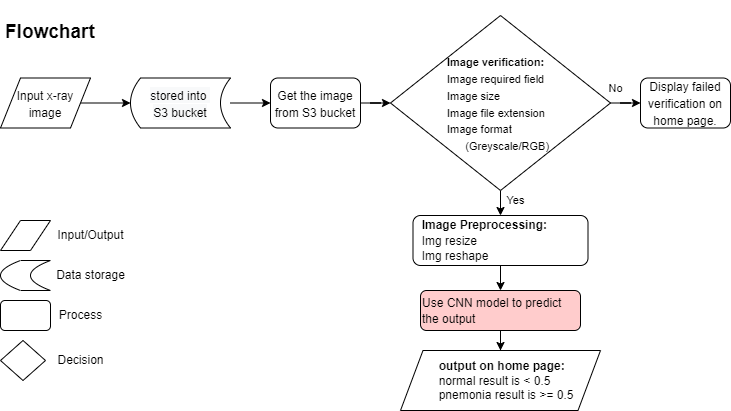 Flowchart
Input x-ray
image
stored into
S3 bucket
Get the image
from S3 bucket
Image verification:
Image required field
Image size
Image file extension
Image format
(Greyscale/RGB)
No
Display failed
verification on
home page.
Yes
Image Preprocessing:
Img resize
Img reshape
Use CNN model to predict
the output
output on home page:
normal result is < 0.5
pnemonia result is >= 0.5
Input/Output
Data storage
Process
Decision